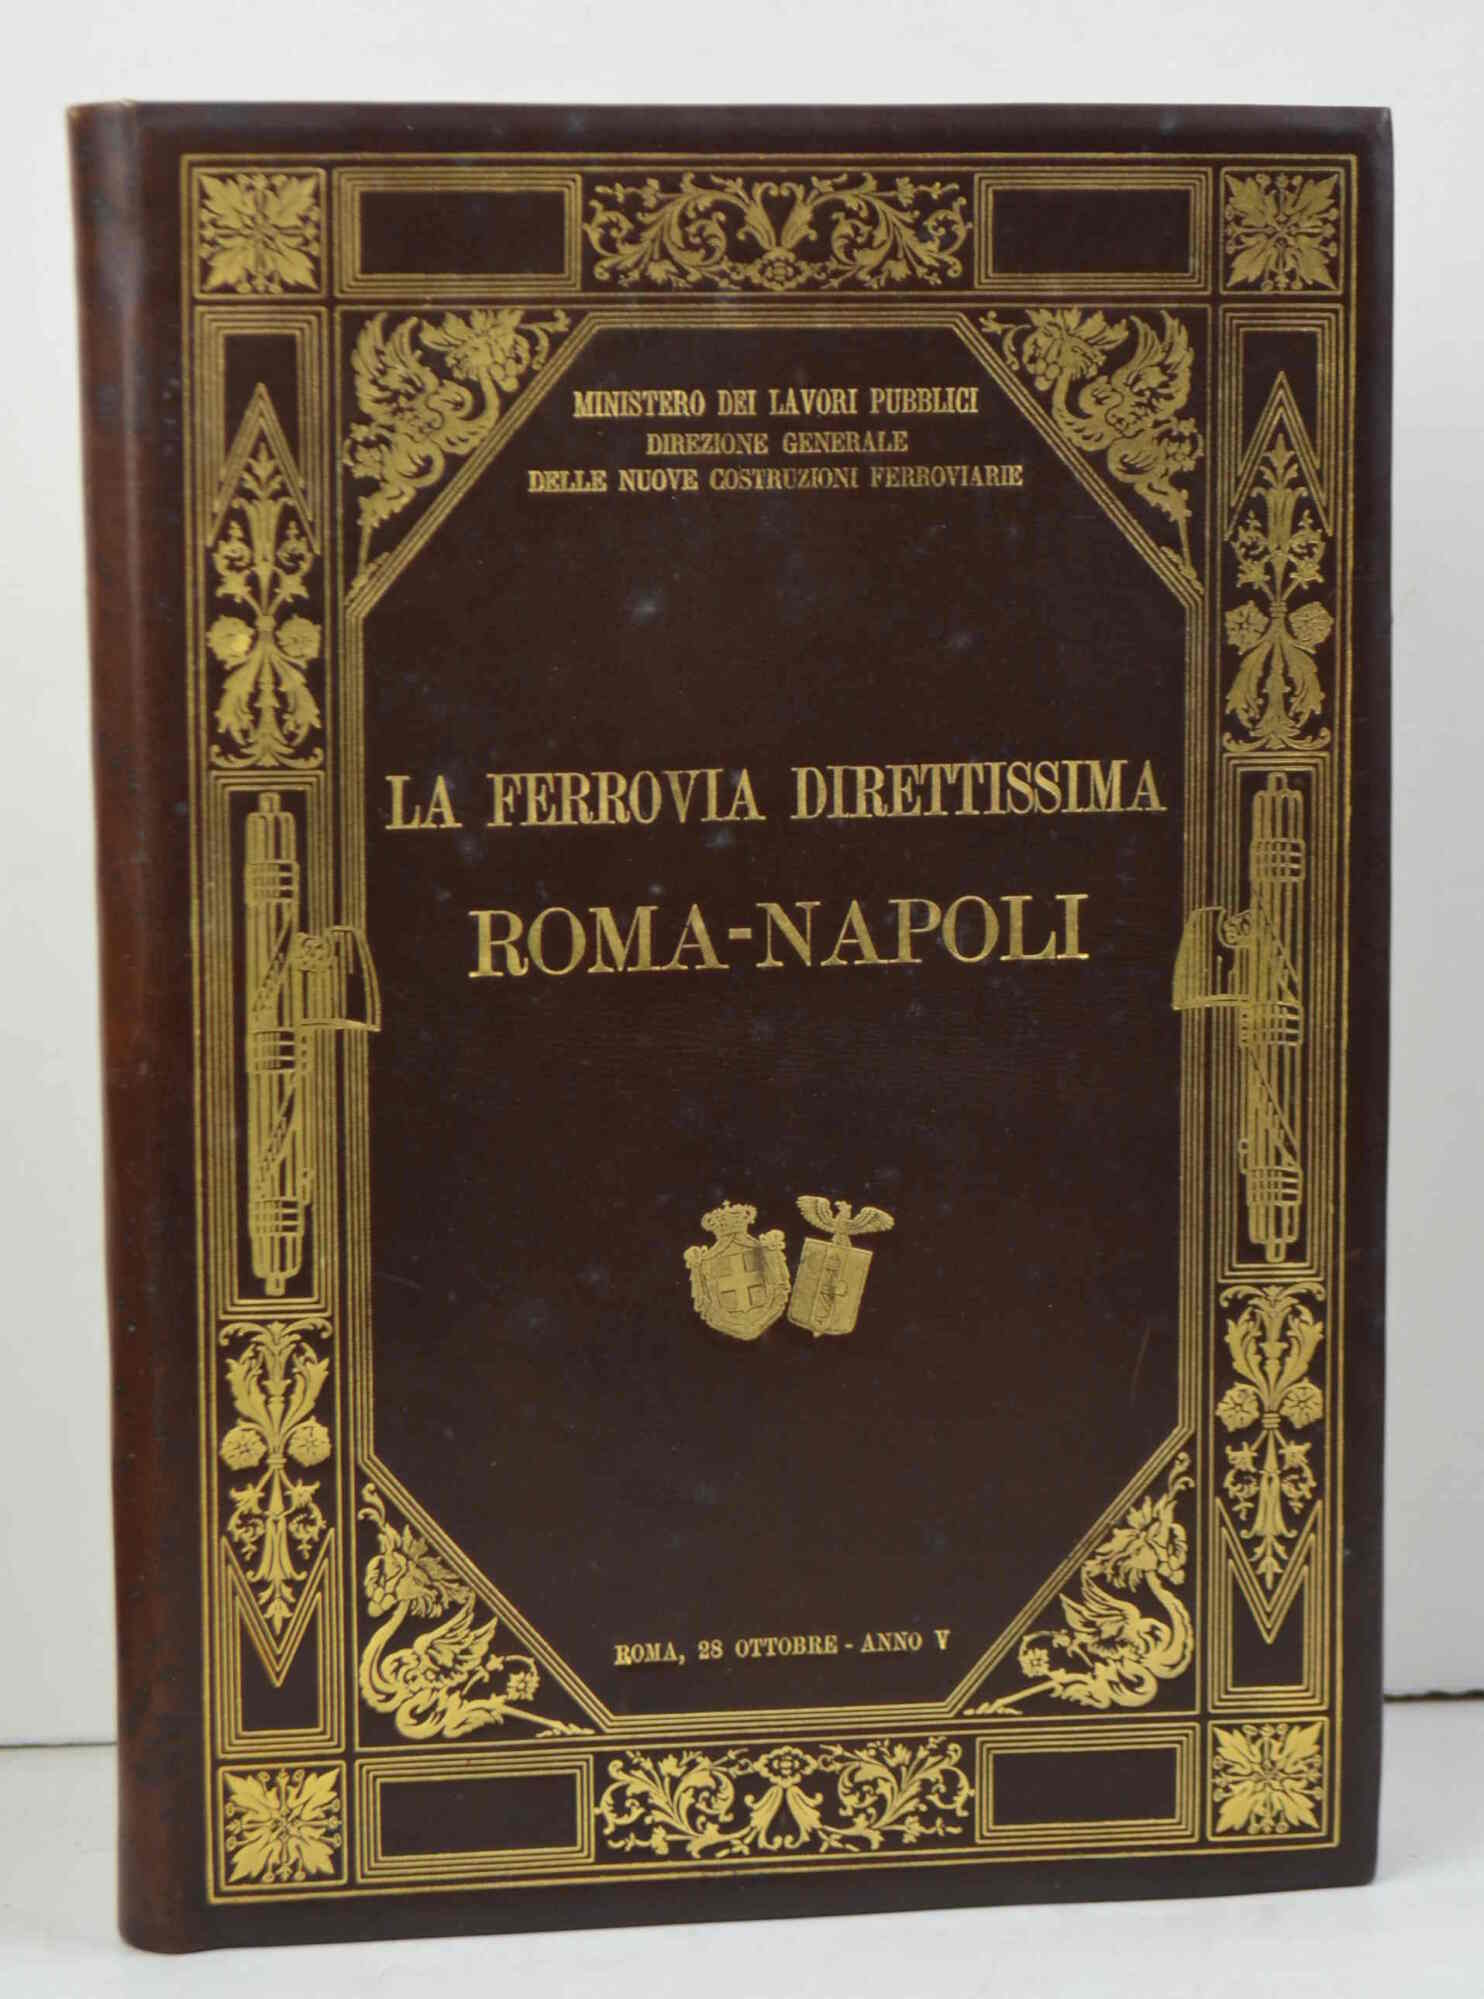 MINISTERO DEI LAVORI PUBBLICI
DIREZIONE GENERALE
DELLE NUOVE COSTRUZIONI FERROVIARIE
LA FERROVIA DIRETTISSIMA
ROMA-NAPOLI
ROMA, 28 OTTOBRE - ANNO V